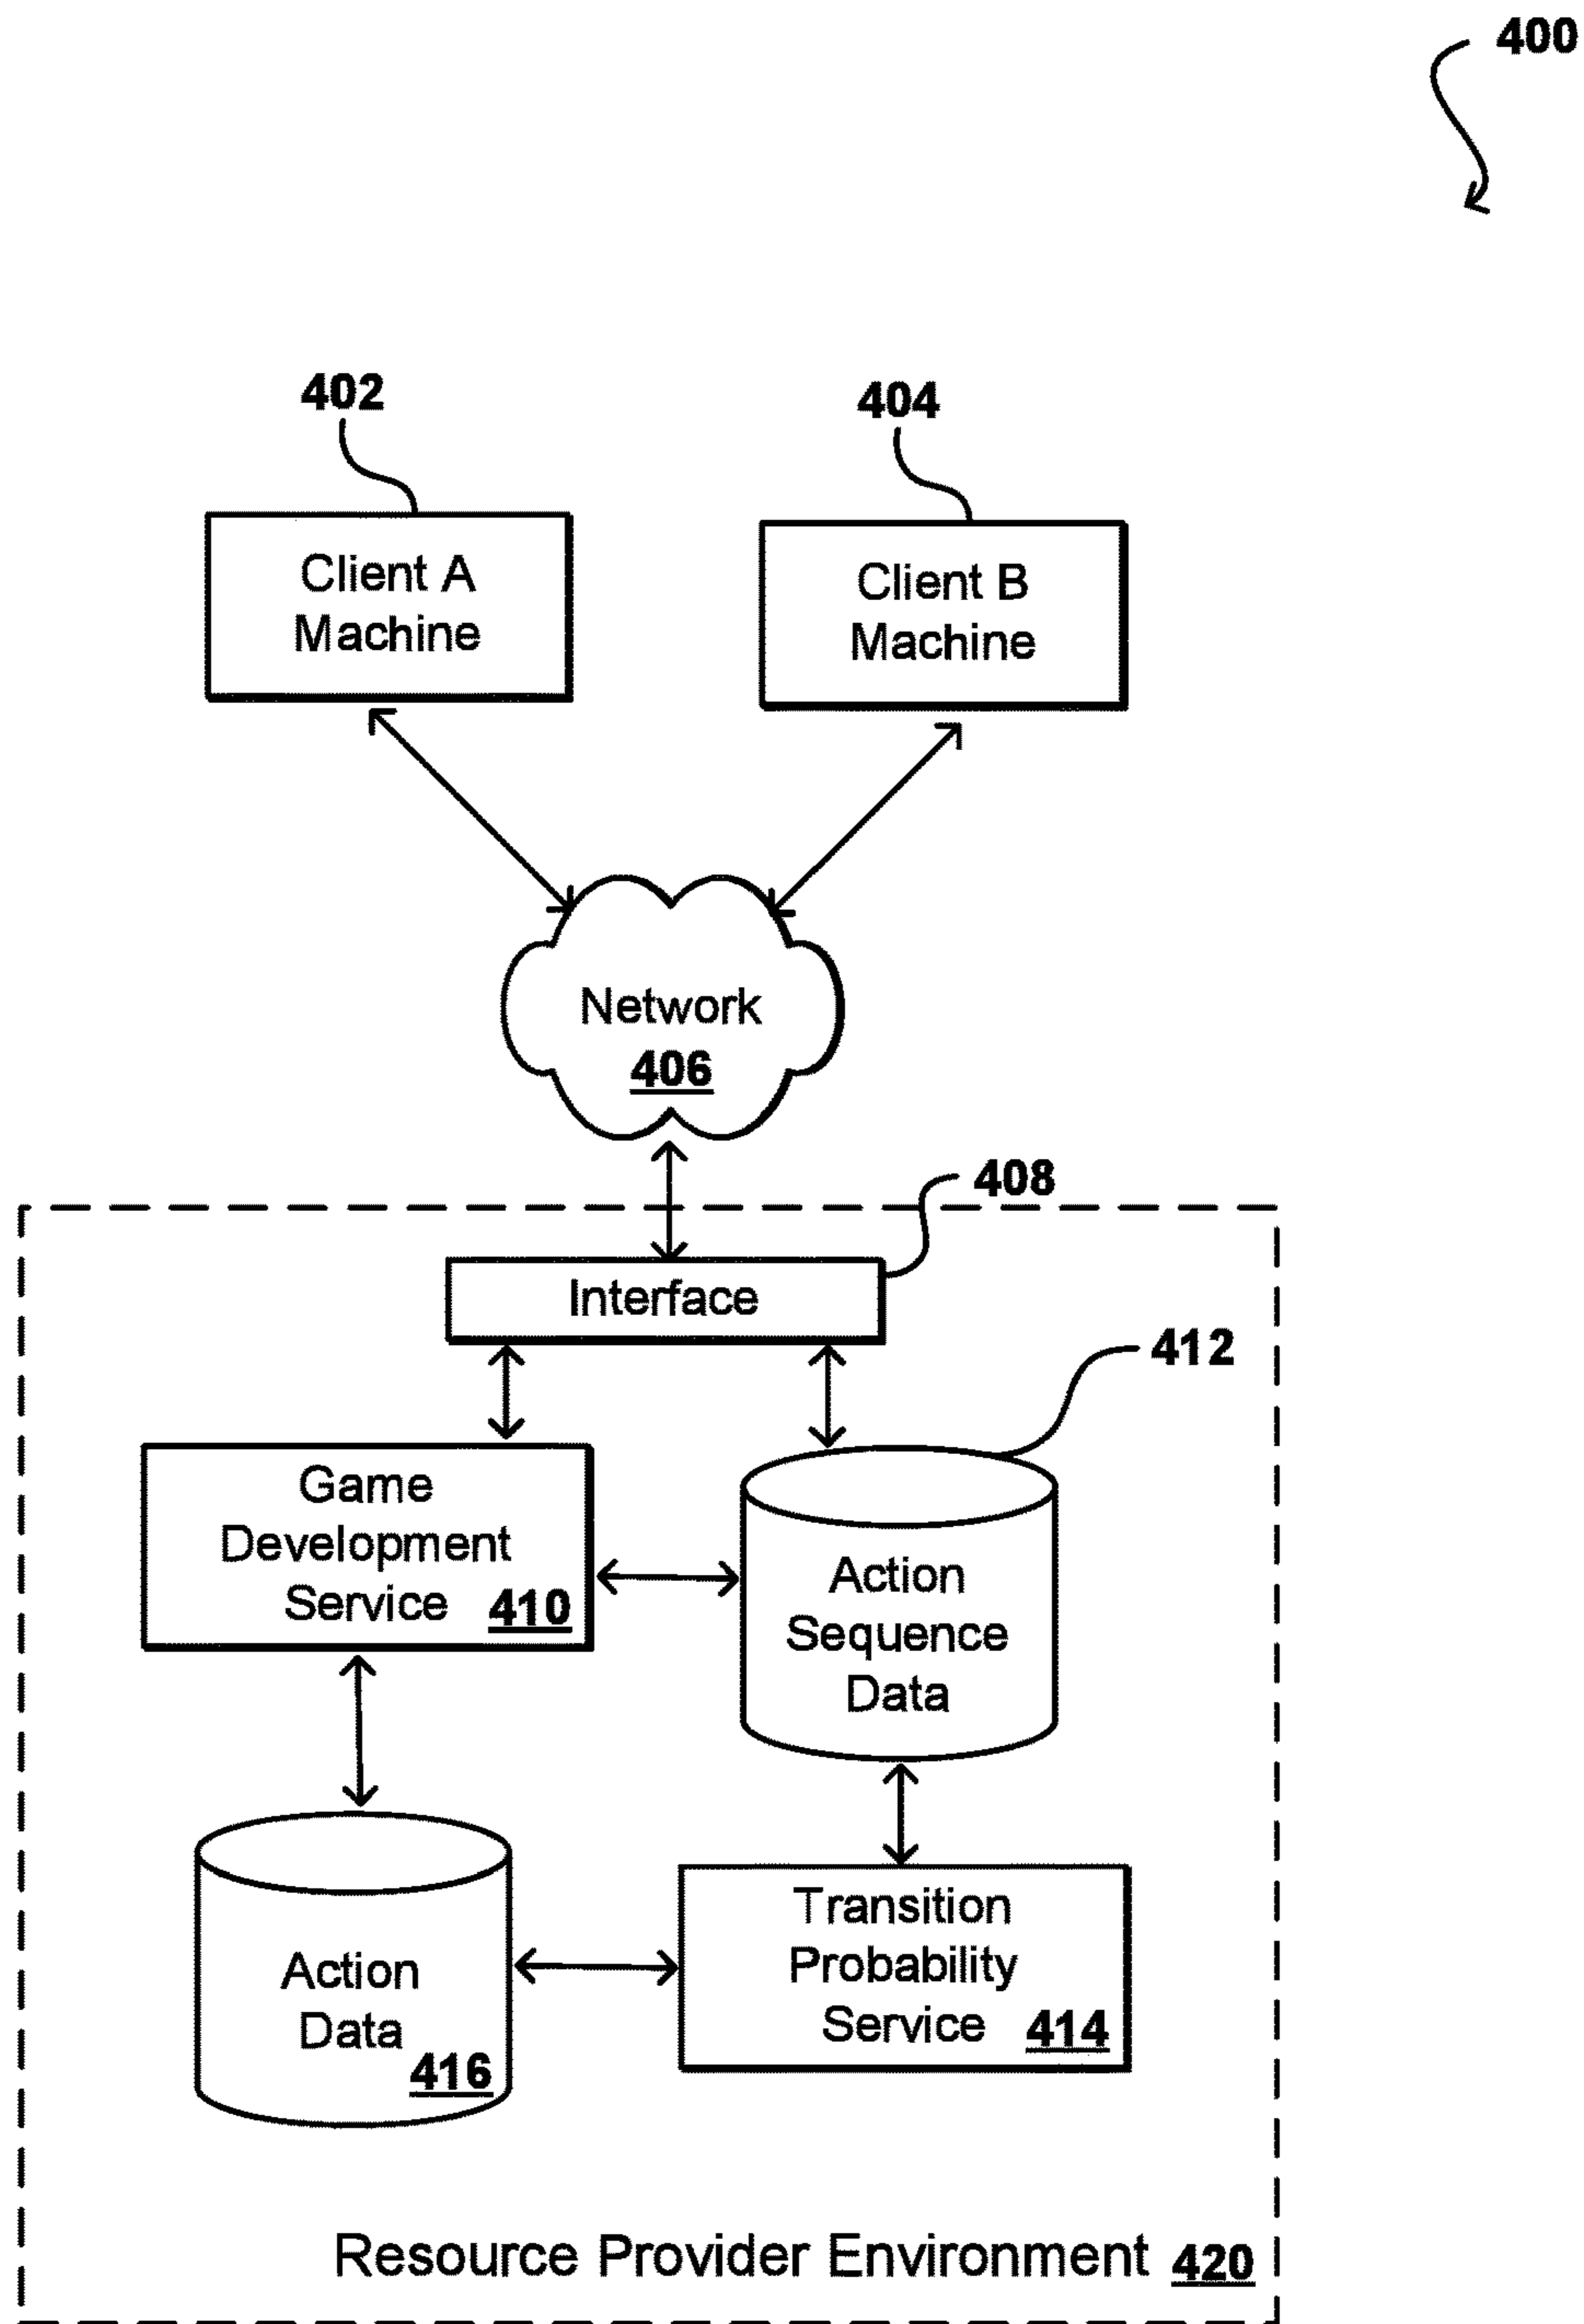 400
402
404
Client A
Machine
Client B
Machine
Network
406
408
Interface
412
Game
Development
Service 410
Action
Sequence
Data
Action
Data
416
Transition
Probability
Service 414
Resource Provider Environment 420